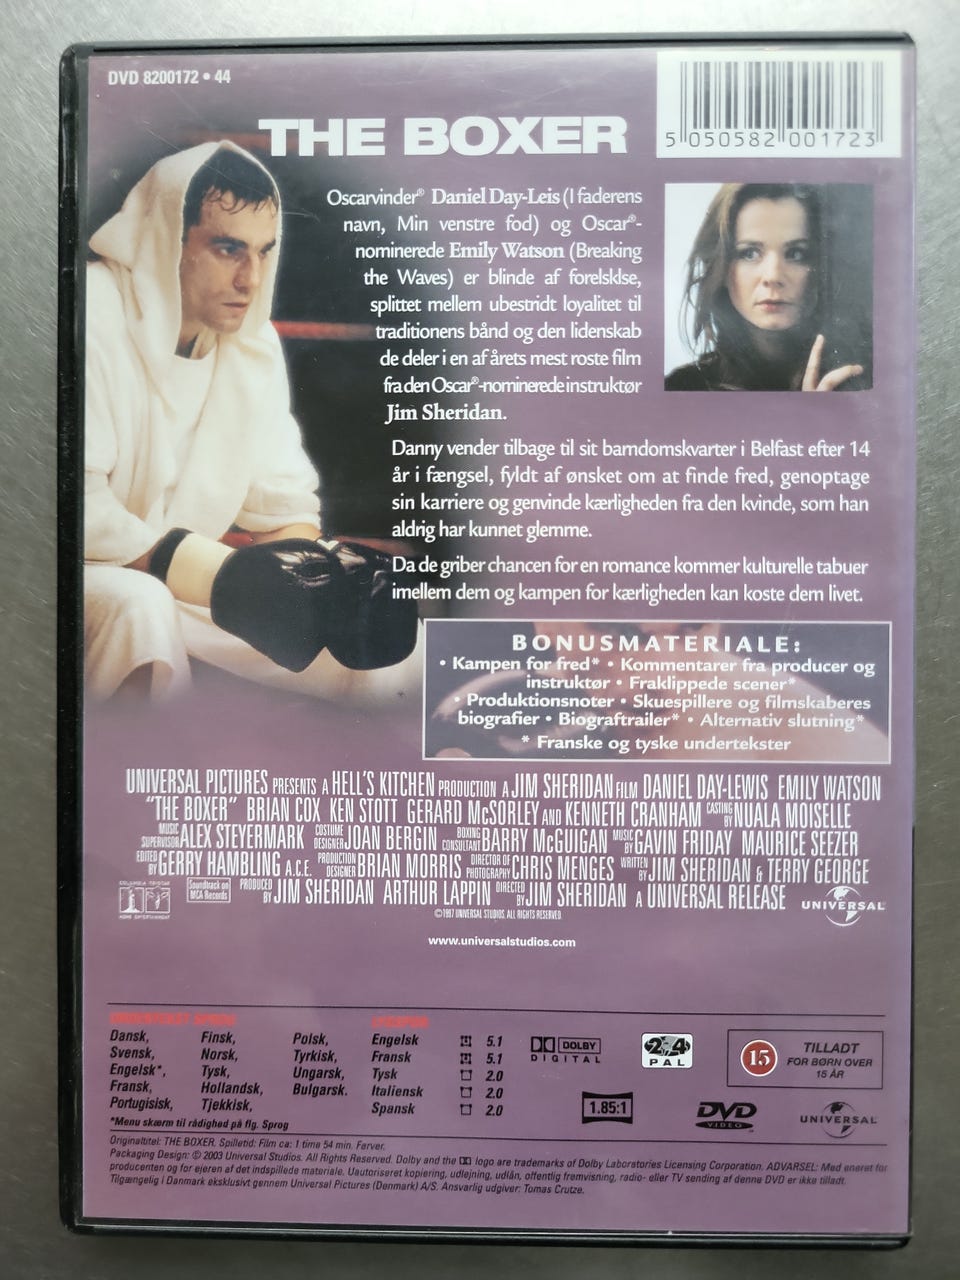 DVD 8200172 • 44
5 050582 001723
THE BOXER
Oscarvinder® Daniel Day-Leis (I faderens
navn, Min venstre fod) og Oscar®-
nominerede Emily Watson (Breaking
the Waves) er blinde af forelsklse,
splittet mellem ubestridt loyalitet til
traditionens bånd og den lidenskab
de deler i en af årets mest roste film
fra den Oscar®-nominerede instruktør
Jim Sheridan.
Danny vender tilbage til sit barndomskvarter i Belfast efter 14
år i fængsel, fyldt af ønsket om at finde fred, genoptage
sin karriere og genvinde kærligheden fra den kvinde, som han
aldrig har kunnet glemme.
Da de griber chancen for en romance kommer kulturelle tabuer
imellem dem og kampen for kærligheden kan koste dem livet.
BONUSMATERIALE:
• Kampen for fred* • Kommentarer fra producer og
instruktør • Fraklippede scener*
• Produktionsnoter • Skuespillere og filmskaberes
biografier • Biograftrailer* • Alternativ slutning*
* Franske og tyske undertekster
UNIVERSAL PICTURES PRESENTS A HELL'S KITCHEN PRODUCTION A JIM SHERIDAN FILM DANIEL DAY-LEWIS EMILY WATSON
"THE BOXER" BRIAN COX KEN STOTT GERARD McSORLEY AND KENNETH CRANHAM CASTING BY NUALA MOISELLE
MUSIC SUPERVISOR ALEX STEYERMARK COSTUME DESIGNER JOAN BERGIN BOXING CONSULTANT BARRY McGUIGAN MUSIC BY GAVIN FRIDAY MAURICE SEEZER
EDITED BY GERRY HAMBLING A.C.E. PRODUCTION DESIGNER BRIAN MORRIS DIRECTOR OF PHOTOGRAPHY CHRIS MENGES WRITTEN BY JIM SHERIDAN & TERRY GEORGE
COLUMBIA TRISTAR HOME ENTERTAINMENT Soundtrack on MCA Records PRODUCED BY JIM SHERIDAN ARTHUR LAPPIN DIRECTED BY JIM SHERIDAN A UNIVERSAL RELEASE UNIVERSAL
©1997 UNIVERSAL STUDIOS. ALL RIGHTS RESERVED.
www.universalstudios.com
UNDERTEKST SPROG
Dansk, Finsk, Polsk,
Svensk, Norsk, Tyrkisk,
Engelsk*, Tysk, Ungarsk,
Fransk, Hollandsk, Bulgarsk.
Portugisisk, Tjekkisk,
*Menu skærm til rådighed på flg. Sprog
Engelsk 5.1
Fransk 5.1
Tysk 2.0
Italiensk 2.0
Spansk 2.0
DOLBY
DIGITAL
2 4
PAL
15
TILLADT
FOR BØRN OVER
15 ÅR
1.85:1
DVD
VIDEO
UNIVERSAL
Originaltitel: THE BOXER. Spilletid: Film ca: 1 time 54 min. Farver.
Packaging Design: © 2003 Universal Studios. All Rights Reserved. Dolby and the logo are trademarks of Dolby Laboratories Licensing Corporation. ADVARSEL: Med eneret for
producenten og for ejeren af det indspillede materiale. Uautoriseret kopiering, udlejning, udlån, offentlig fremvisning, radio- eller TV sending af denne DVD er ikke tilladt.
Tilgængelig i Danmark eksklusivt gennem Universal Pictures (Denmark) A/S. Ansvarlig udgiver: Tomas Crutze.